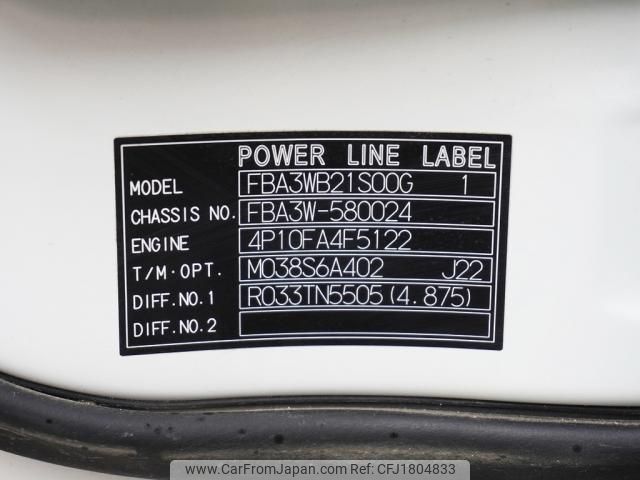 POWER LINE LABEL
MODEL FBA3WB21S00G 1
CHASSIS NO. FBA3W-580024
ENGINE 4P10FA4F5122
T/M·OPT. M038S6A402 J22
DIFF.NO.1 R033TN5505(4.875)
DIFF.NO.2
www.CarFromJapan.com Ref:CFJ1804833